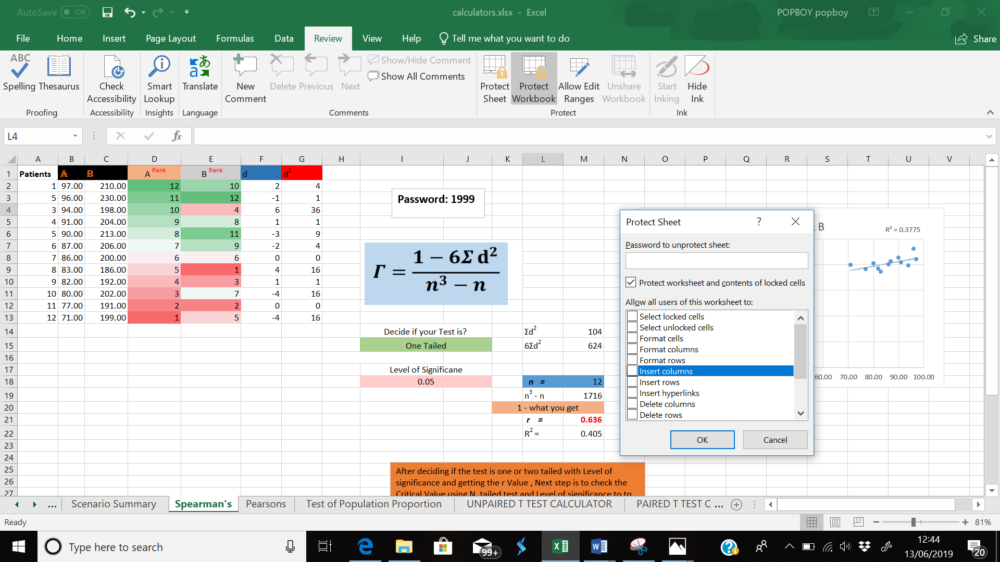 AutoSave Off
calculators.xlsx - Excel
POPBOY popboy
File Home Insert Page Layout Formulas Data Review View Help Tell me what you want to do Share
ABC
Spelling Thesaurus
Check Accessibility
Smart Lookup
Translate
New Comment
Delete Previous Next
Show/Hide Comment
Show All Comments
Protect Sheet
Protect Workbook
Allow Edit Ranges
Unshare Workbook
Start Inking
Hide Ink
Proofing Accessibility Insights Language Comments Protect Ink
L4
fx
A B C D E F G H I J K L M N O P Q R S T U V
1 Patients A B A Rank B Rank d d²
2 1 97.00 210.00 12 10 2 4
3 5 96.00 230.00 11 12 -1 1
4 3 94.00 198.00 10 4 6 36
5 4 91.00 204.00 9 8 1 1
6 5 90.00 213.00 8 11 -3 9
7 6 87.00 206.00 7 9 -2 4
8 7 86.00 200.00 6 6 0 0
9 8 83.00 186.00 5 1 4 16
10 9 82.00 192.00 4 3 1 1
11 10 80.00 202.00 3 7 -4 16
12 11 77.00 191.00 2 2 0 0
13 12 71.00 199.00 1 5 -4 16
Password: 1999
Γ = 1 − 6Σ d² / n³ − n
14 Decide if your Test is? Σd² 104
15 One Tailed 6Σd² 624
16
17 Level of Significane
18 0.05 n = 12
19 n³ - n 1716
20 1 - what you get
21 r = 0.636
22 R² = 0.405
23
24
25
26
27
After deciding if the test is one or two tailed with Level of
significance and getting the r Value , Next step is to check the
Critical Value using N, tailed test and Level of significance to to
Protect Sheet ?
Password to unprotect sheet:
Protect worksheet and contents of locked cells
Allow all users of this worksheet to:
Select locked cells
Select unlocked cells
Format cells
Format columns
Format rows
Insert columns
Insert rows
Insert hyperlinks
Delete columns
Delete rows
OK Cancel
B
R² = 0.3775
60.00 70.00 80.00 90.00 100.00
... Scenario Summary Spearman's Pearsons Test of Population Proportion UNPAIRED T TEST CALCULATOR PAIRED T TEST C ...
Ready
81%
Type here to search
99+
12:44
13/06/2019
20